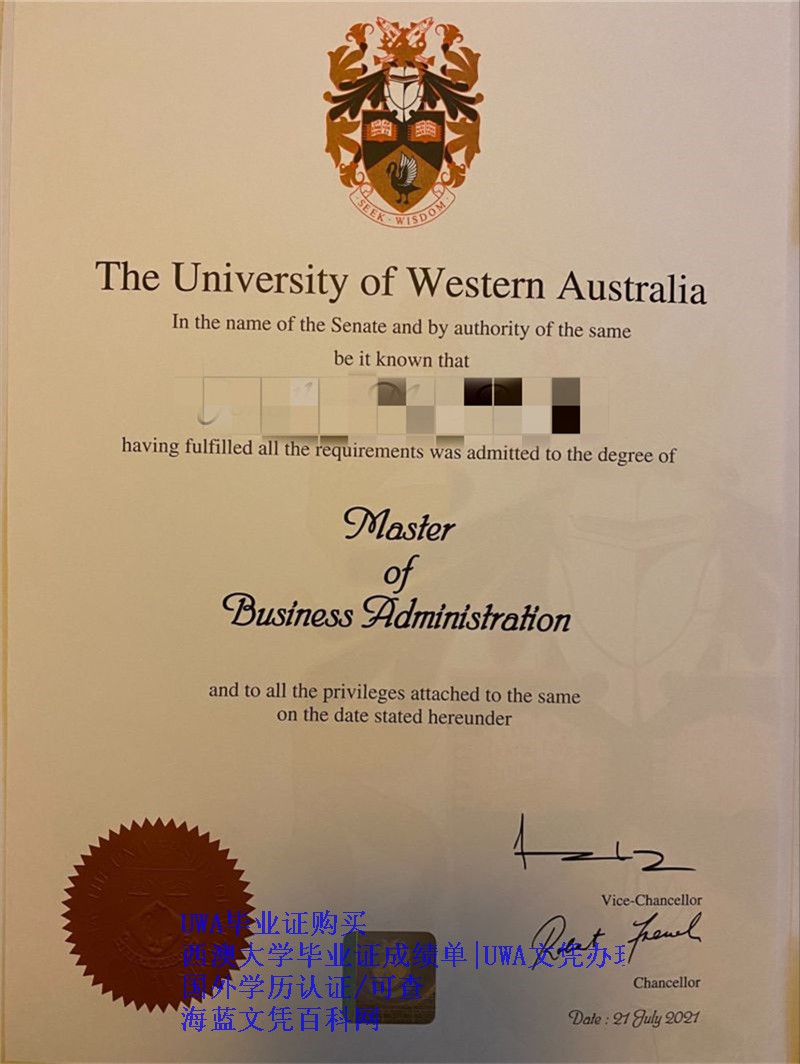 SEEK · WISDOM
The University of Western Australia
In the name of the Senate and by authority of the same
be it known that
having fulfilled all the requirements was admitted to the degree of
Master
of
Business Administration
and to all the privileges attached to the same
on the date stated hereunder
Vice-Chancellor
Robert French
Chancellor
Date : 21 July 2021
UWA毕业证购买
西澳大学毕业证成绩单|UWA文凭办理
国外学历认证/可查
海蓝文凭百科网